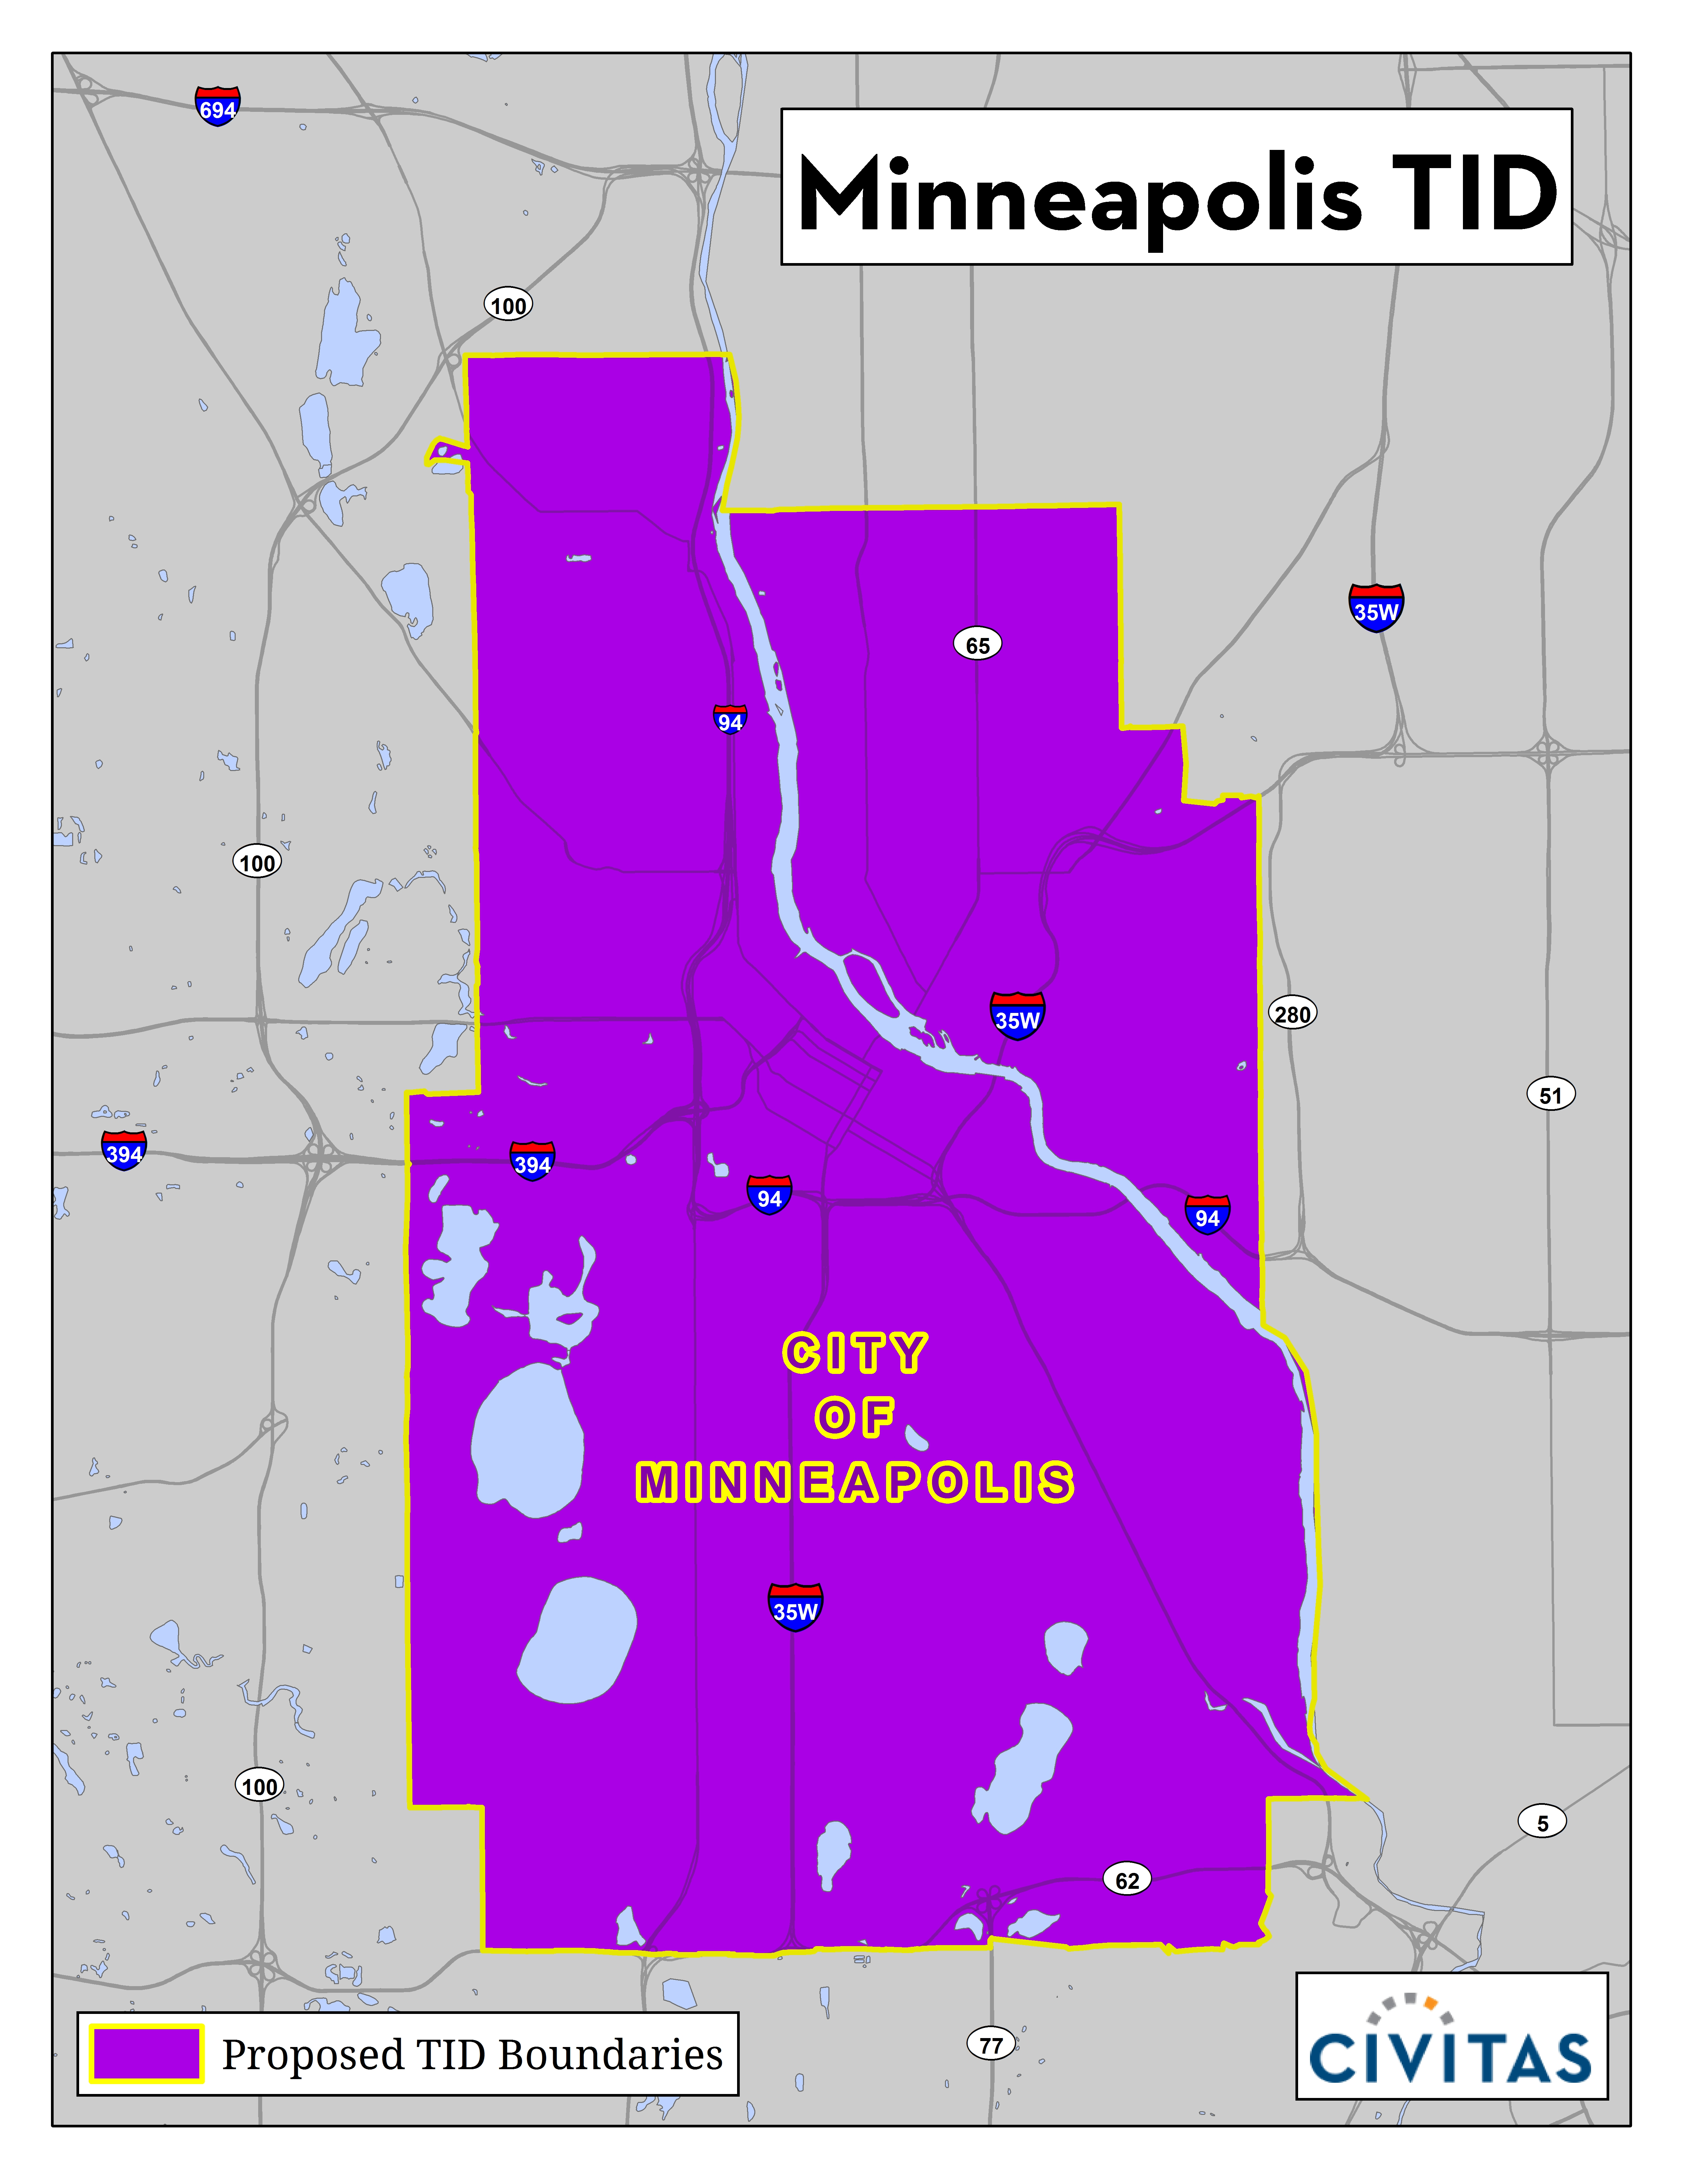 694
Minneapolis TID
100
35W
65
94
100
35W
280
51
394
394
94
94
CITY
OF
MINNEAPOLIS
35W
100
5
62
77
Proposed TID Boundaries
CIVITAS